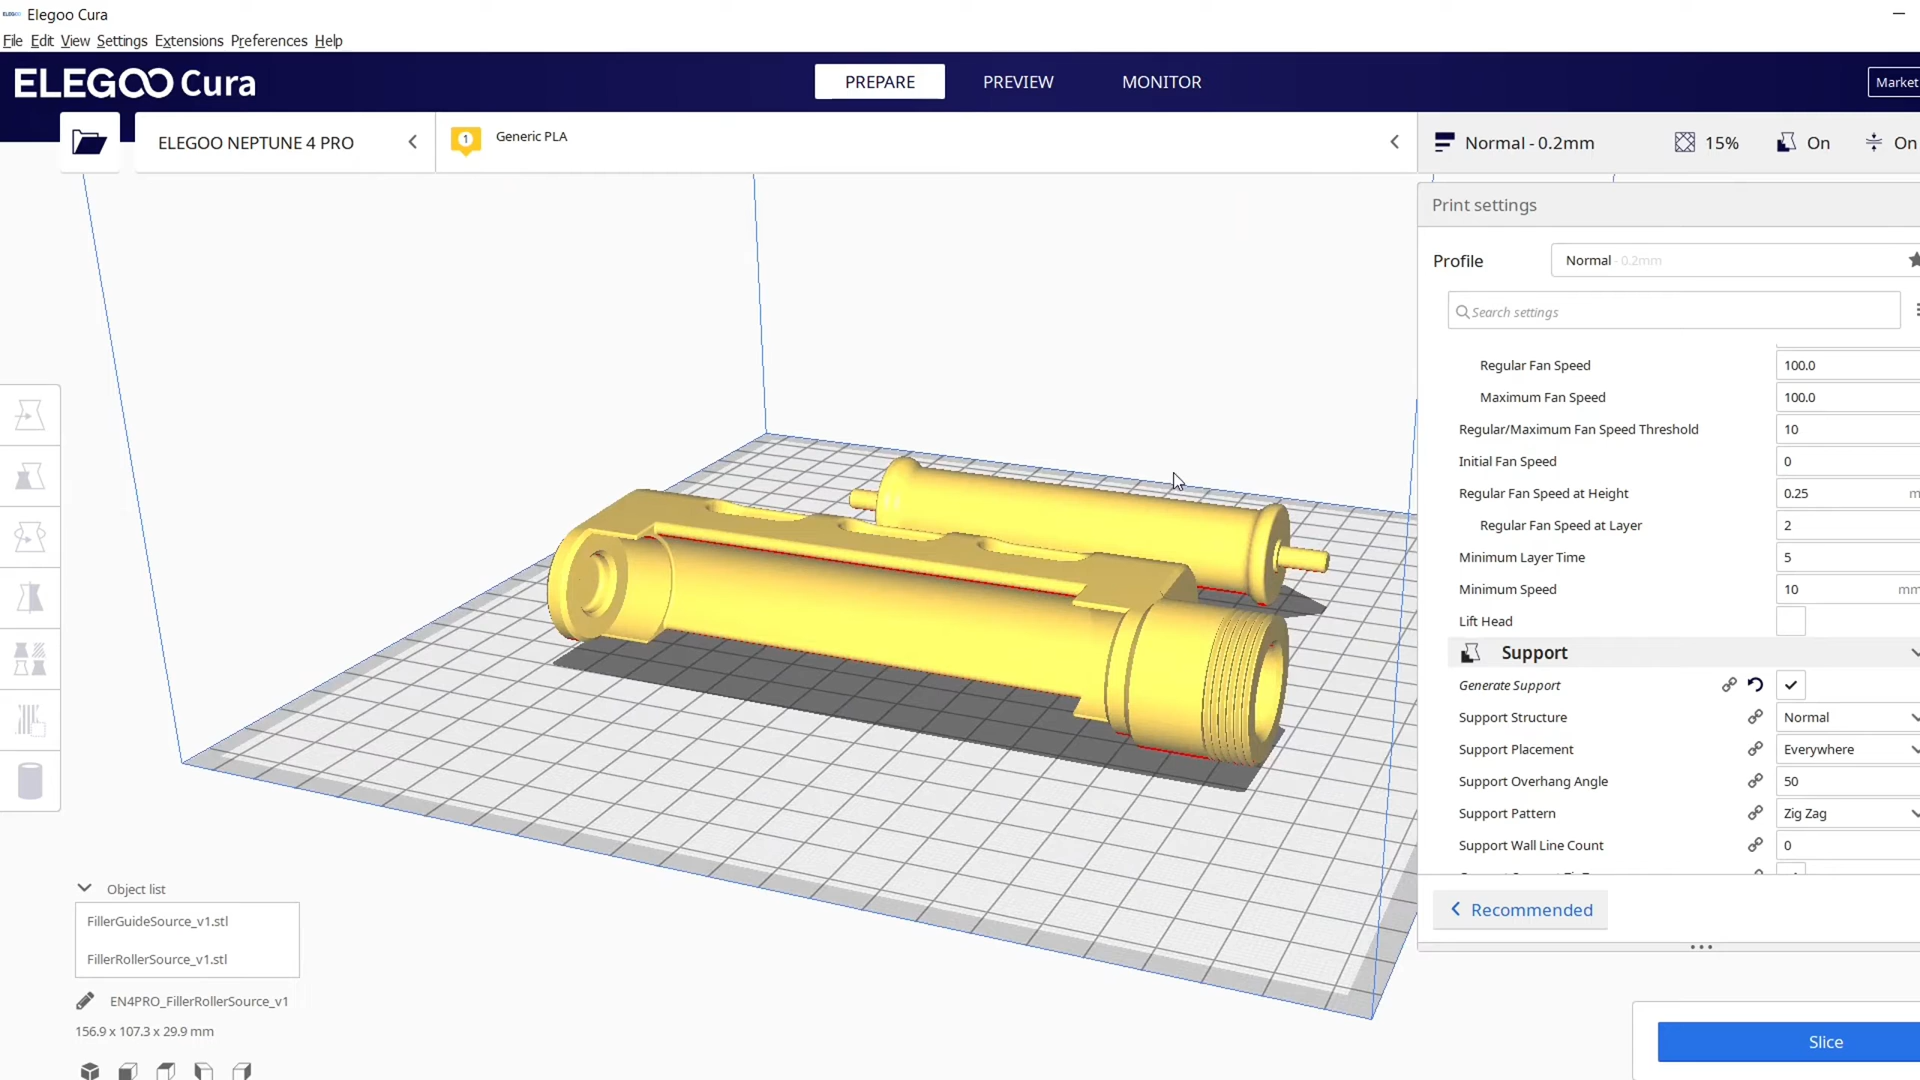 Elegoo Cura
File Edit View Settings Extensions Preferences Help
ELEGOO Cura
PREPARE
PREVIEW
MONITOR
Market
ELEGOO NEPTUNE 4 PRO
1
Generic PLA
Normal - 0.2mm
15%
On
On
Print settings
Profile
Normal - 0.2mm
Search settings
Regular Fan Speed 100.0
Maximum Fan Speed 100.0
Regular/Maximum Fan Speed Threshold 10
Initial Fan Speed 0
Regular Fan Speed at Height 0.25 m
Regular Fan Speed at Layer 2
Minimum Layer Time 5
Minimum Speed 10 mm
Lift Head
Support
Generate Support
Support Structure Normal
Support Placement Everywhere
Support Overhang Angle 50
Support Pattern Zig Zag
Support Wall Line Count 0
Recommended
Object list
FillerGuideSource_v1.stl
FillerRollerSource_v1.stl
EN4PRO_FillerRollerSource_v1
156.9 x 107.3 x 29.9 mm
Slice